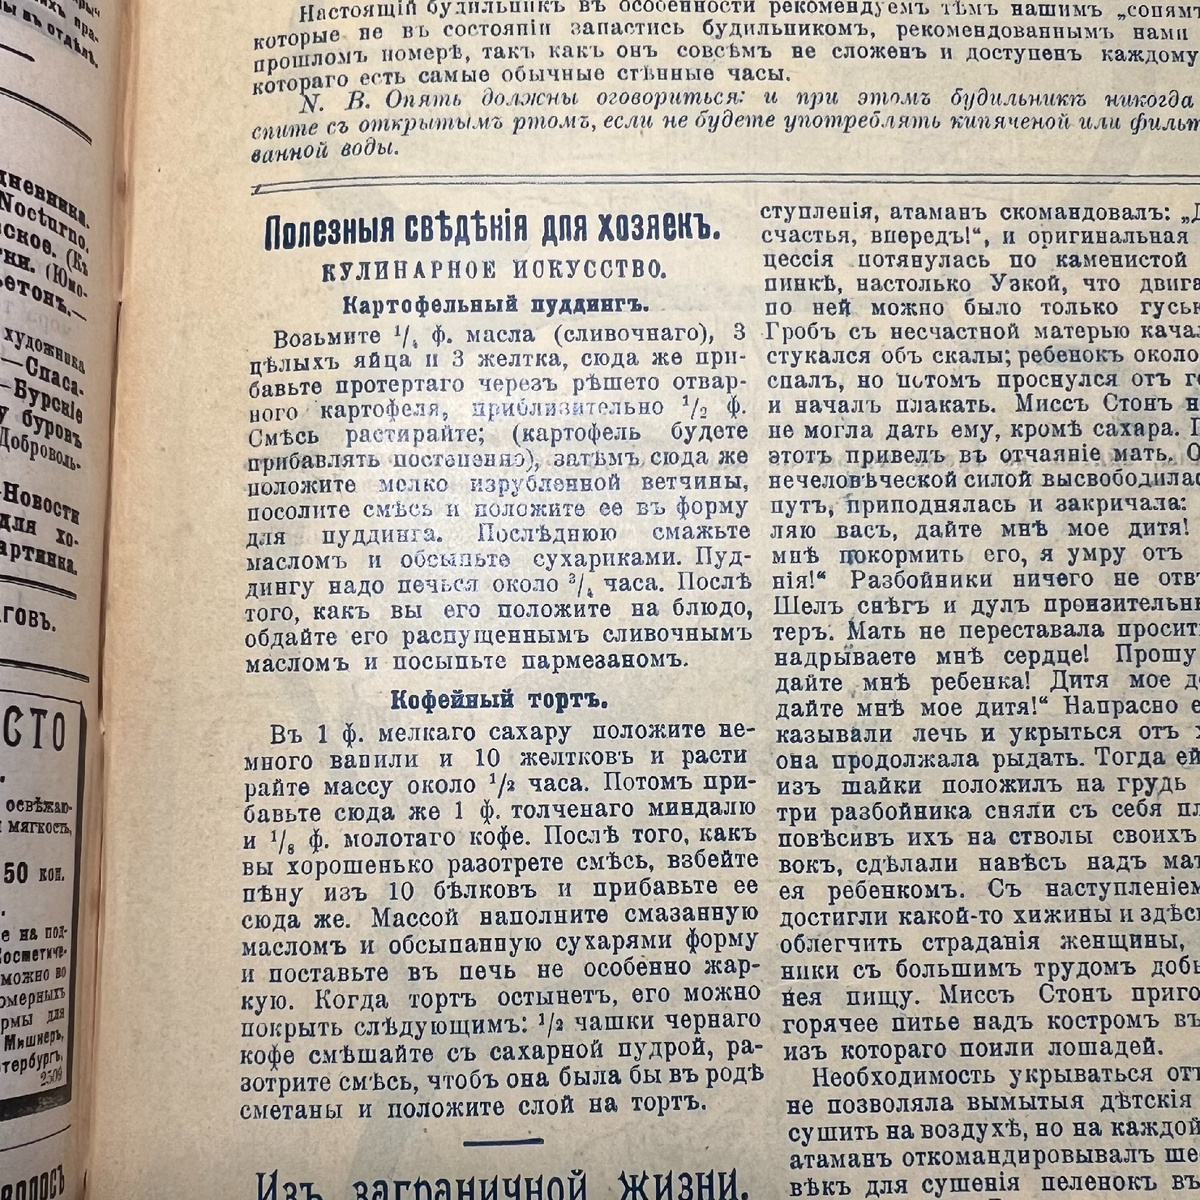 Настоящій будильникъ въ особенности рекомендуемъ тѣмъ нашимъ
которые не въ состояніи запастись будильникомъ, рекомендованнымъ нами
прошломъ номерѣ, такъ какъ онъ совсѣмъ не сложенъ и доступенъ каждому
котораго есть самые обычные стѣнные часы.
N. B. Опять должны оговориться: и при этомъ будильникѣ никогда
спите съ открытымъ ртомъ, если не будете употреблять кипяченой или фильт
ванной воды.
Полезныя свѣдѣнія для хозяекъ.
КУЛИНАРНОЕ ИСКУССТВО.
Картофельный пуддингъ.
Возьмите 1/4 ф. масла (сливочнаго), 3
цѣлыхъ яйца и 3 желтка, сюда же при-
бавьте протертаго черезъ рѣшето отвар-
ного картофеля, приблизительно 1/2 ф.
Смѣсь растирайте; (картофель будете
прибавлять постепенно), затѣмъ сюда же
положите мелко изрубленной ветчины,
посолите смѣсь и положите ее въ форму
для пуддинга. Послѣднюю смажьте
масломъ и обсыпьте сухариками. Пуд-
дингу надо печься около 3/4 часа. Послѣ
того, какъ вы его положите на блюдо,
обдайте его распущеннымъ сливочнымъ
масломъ и посыпьте пармезаномъ.
Кофейный тортъ.
Въ 1 ф. мелкаго сахару положите не-
много ванили и 10 желтковъ и расти
райте массу около 1/2 часа. Потомъ при-
бавьте сюда же 1 ф. толченаго миндалю
и 1/8 ф. молотаго кофе. Послѣ того, какъ
вы хорошенько разотрете смѣсь, взбейте
пѣну изъ 10 бѣлковъ и прибавьте ее
сюда же. Массой наполните смазанную
масломъ и обсыпанную сухарями форму
и поставьте въ печь не особенно жар-
кую. Когда тортъ остынетъ, его можно
покрыть слѣдующимъ: 1/2 чашки чернаго
кофе смѣшайте съ сахарной пудрой, ра-
зотрите смѣсь, чтобъ она была бы въ родѣ
сметаны и положите слой на тортъ.
Изъ заграничной жизни.
ступленія, атаманъ скомандовалъ:
счастья, впередъ!“, и оригинальная
цессія потянулась по каменистой
пинкѣ, настолько Узкой, что двига
по ней можно было только гусь
Гробъ съ несчастной матерью качал
стукался объ скалы; ребенокъ около
спалъ, но потомъ проснулся отъ г
и началъ плакать. Миссъ Стонъ н
не могла дать ему, кромѣ сахара.
этотъ привелъ въ отчаяніе мать. О
нечеловѣческой силой высвободилас
путъ, приподнялась и закричала:
ляю васъ, дайте мнѣ мое дитя!
мнѣ покормить его, я умру отъ
нія!“ Разбойники ничего не отв
Шелъ снѣгъ и дулъ пронзительн
теръ. Мать не переставала просит
надрываете мнѣ сердце! Прошу
дайте мнѣ ребенка! Дитя мое д
дайте мнѣ мое дитя!“ Напрасно е
казывали лечь и укрыться отъ
она продолжала рыдать. Тогда ей
изъ шайки положилъ на грудь
три разбойника сняли съ себя пл
повѣсивъ ихъ на стволы своихъ
вокъ, сдѣлали навѣсъ надъ мат
ея ребенкомъ. Съ наступленіем
достигли какой-то хижины и здѣс
облегчить страданія женщины,
ники съ большимъ трудомъ добы
нея пищу. Миссъ Стонъ приго
горячее питье надъ костромъ въ
изъ котораго поили лошадей.
Необходимость укрываться от
не позволяла вымытыя дѣтскія
сушить на воздухѣ, но на каждой
атаманъ откомандировывалъ ше
вѣкъ для сушенія пеленокъ въ